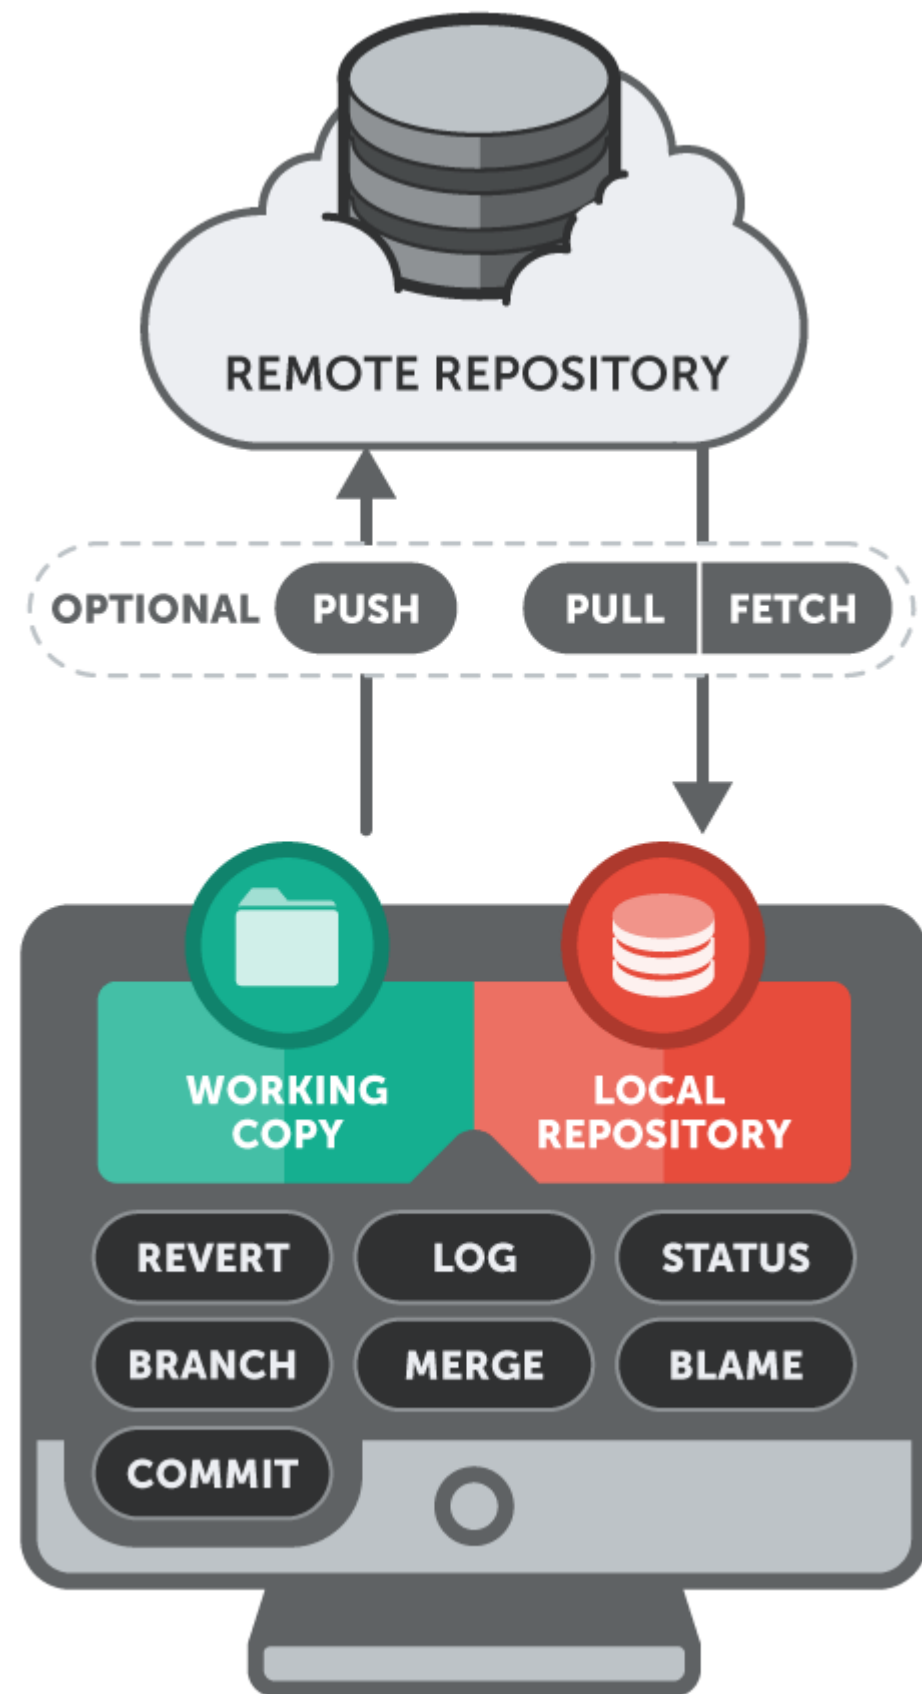 REMOTE REPOSITORY
OPTIONAL PUSH PULL FETCH
WORKING
COPY
LOCAL
REPOSITORY
REVERT LOG STATUS
BRANCH MERGE BLAME
COMMIT